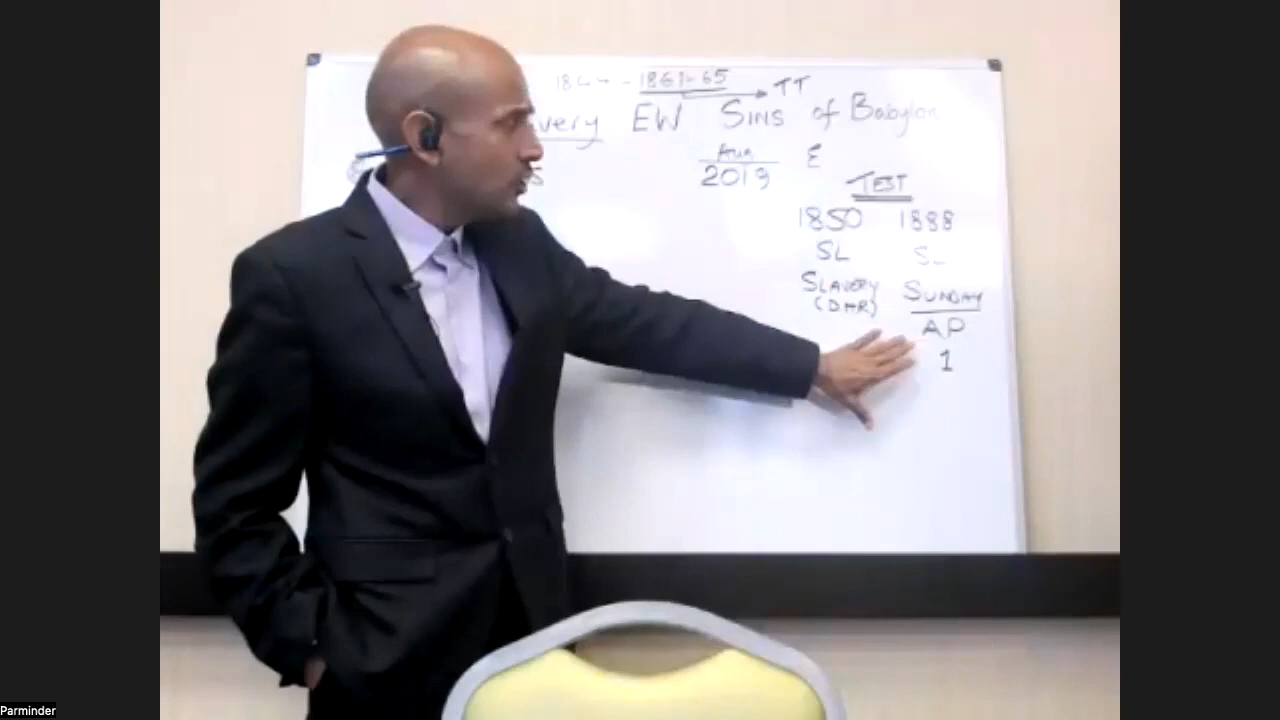 1844 - 1861-65 → TT
very EW SINS of Babylon
AUG E
2019
TEST
1850 1888
SL S
SLAVERY SUNDAY
(DHR) AP
1
Parminder